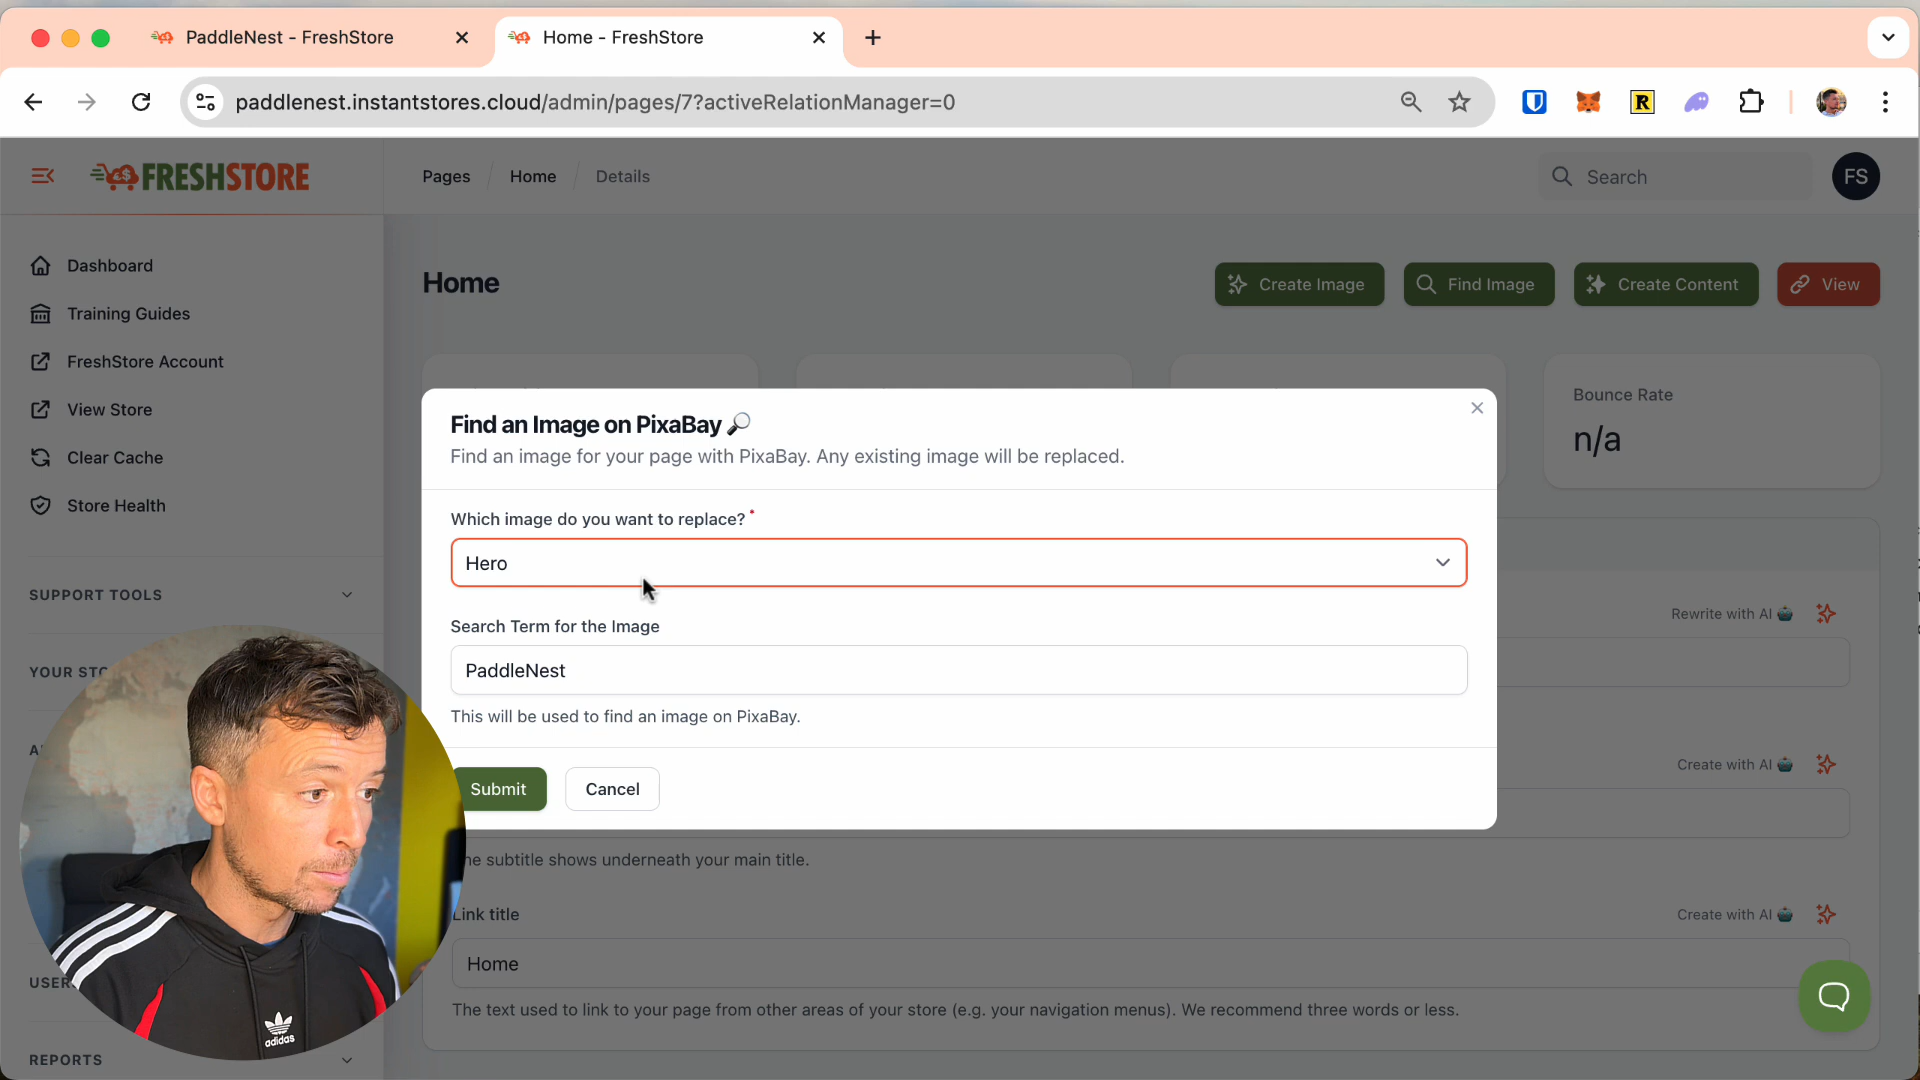 PaddleNest - FreshStore
Home - FreshStore
paddlenest.instantstores.cloud/admin/pages/7?activeRelationManager=0
FRESHSTORE
Pages
Home
Details
Search
FS
Dashboard
Training Guides
FreshStore Account
View Store
Clear Cache
Store Health
SUPPORT TOOLS
YOUR STO
USER
REPORTS
Home
Create Image
Find Image
Create Content
View
Bounce Rate
n/a
Find an Image on PixaBay
Find an image for your page with PixaBay. Any existing image will be replaced.
Which image do you want to replace? *
Hero
Search Term for the Image
PaddleNest
This will be used to find an image on PixaBay.
Submit
Cancel
Rewrite with AI
Create with AI
subtitle shows underneath your main title.
Link title
Create with AI
Home
The text used to link to your page from other areas of your store (e.g. your navigation menus). We recommend three words or less.
adidas